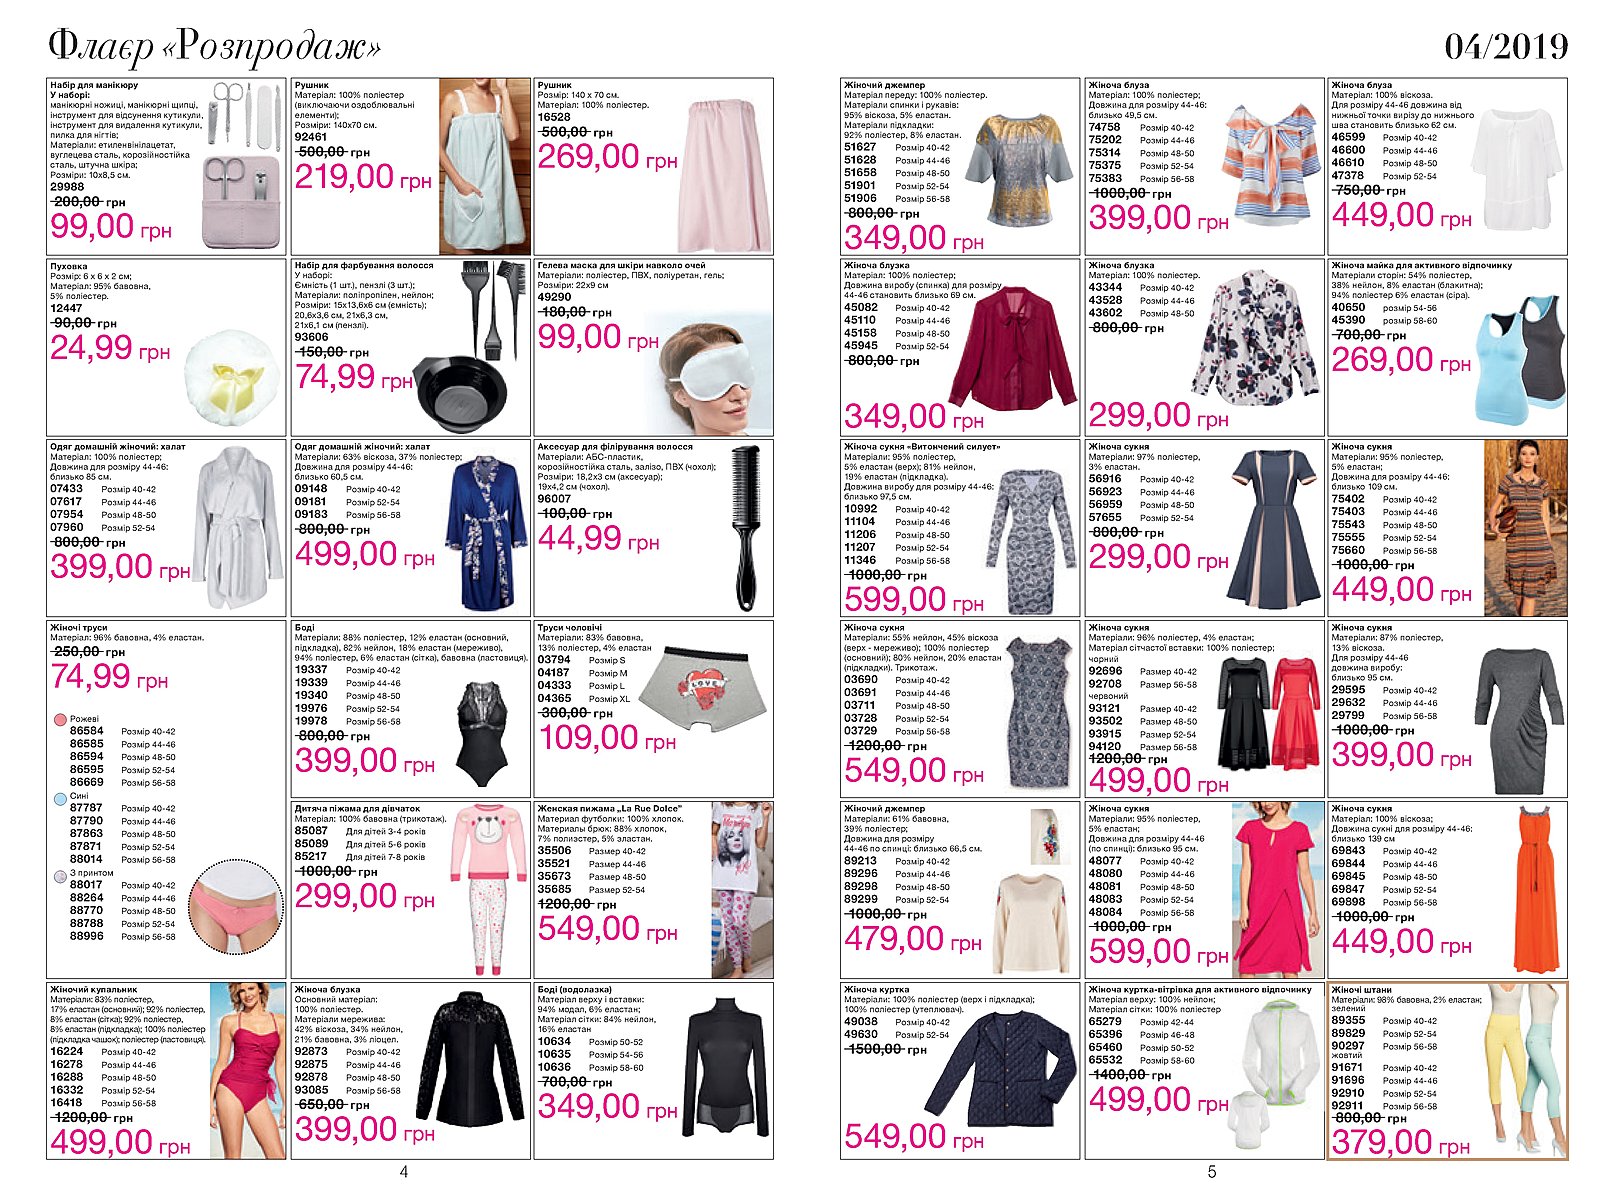 Флаєр «Розпродаж»
04/2019
Набір для манікюру
У наборі:
манікюрні ножиці, манікюрні щипці,
інструмент для відсунення кутикули,
інструмент для видалення кутикули,
пилка для нігтів;
Матеріали: етиленвінілацетат,
вуглецева сталь, корозійностійка
сталь, штучна шкіра;
Розміри: 10х8,5 см.
29988
200,00 грн
99,00 грн
Рушник
Матеріал: 100% поліестер
(виключаючи оздоблювальні
елементи);
Розміри: 140х70 см.
92461
500,00 грн
219,00 грн
Рушник
Розмір: 140 х 70 см.
Матеріал: 100% поліестер.
16528
500,00 грн
269,00 грн
Пуховка
Розмір: 6 х 6 х 2 см;
Матеріал: 95% бавовна,
5% поліестер.
12447
90,00 грн
24,99 грн
Набір для фарбування волосся
У наборі:
Ємність (1 шт.), пензлі (3 шт.);
Матеріали: поліпропілен, нейлон;
Розміри: 15х13,6х6 см (ємність);
20,6х3,6 см, 21х6,3 см,
21х6,1 см (пензлі).
93606
150,00 грн
74,99 грн
Гелева маска для шкіри навколо очей
Матеріали: поліестер, ПВХ, поліуретан, гель;
Розміри: 22х9 см
49290
180,00 грн
99,00 грн
Одяг домашній жіночий: халат
Матеріал: 100% поліестер;
Довжина для розміру 44-46:
близько 85 см.
07433 Розмір 40-42
07617 Розмір 44-46
07954 Розмір 48-50
07960 Розмір 52-54
800,00 грн
399,00 грн
Одяг домашній жіночий: халат
Матеріали: 63% віскоза, 37% поліестер;
Довжина для розміру 44-46:
близько 60,5 см.
09148 Розмір 40-42
09181 Розмір 52-54
09183 Розмір 56-58
800,00 грн
499,00 грн
Аксесуар для філірування волосся
Матеріали: АБС-пластик,
корозійностійка сталь, залізо, ПВХ (чохол);
Розміри: 18,2х3 см (аксесуар);
19х4,2 см (чохол).
96007
100,00 грн
44,99 грн
Жіночі труси
Матеріал: 96% бавовна, 4% еластан.
250,00 грн
74,99 грн
Рожеві
86584 Розмір 40-42
86585 Розмір 44-46
86594 Розмір 48-50
86595 Розмір 52-54
86669 Розмір 56-58
Сині
87787 Розмір 40-42
87790 Розмір 44-46
87863 Розмір 48-50
87871 Розмір 52-54
88014 Розмір 56-58
З принтом
88017 Розмір 40-42
88264 Розмір 44-46
88770 Розмір 48-50
88788 Розмір 52-54
88996 Розмір 56-58
Боді
Матеріали: 88% поліестер, 12% еластан (основний,
підкладка), 82% нейлон, 18% еластан (мереживо),
94% поліестер, 6% еластан (сітка), бавовна (ластовиця).
19337 Розмір 40-42
19339 Розмір 44-46
19340 Розмір 48-50
19976 Розмір 52-54
19978 Розмір 56-58
800,00 грн
399,00 грн
Труси чоловічі
Матеріали: 83% бавовна,
13% поліестер, 4% еластан
03794 Розмір S
04187 Розмір M
04333 Розмір L
04365 Розмір XL
300,00 грн
109,00 грн
LOVE
Дитяча піжама для дівчаток
Матеріал: 100% бавовна (трикотаж).
85087 Для дітей 3-4 років
85089 Для дітей 5-6 років
85217 Для дітей 7-8 років
1000,00 грн
299,00 грн
Женская пижама „La Rue Dolce”
Материал футболки: 100% хлопок.
Материалы брюк: 88% хлопок,
7% полиэстер, 5% эластан.
35506 Размер 40-42
35521 Размер 44-46
35673 Размер 48-50
35685 Размер 52-54
1200,00 грн
549,00 грн
Жіночий купальник
Матеріали: 83% поліестер,
17% еластан (основний); 92% поліестер,
8% еластан (сітка); 92% поліестер,
8% еластан (підкладка); 100% поліестер
(підкладка чашок); поліестер (ластовиця).
16224 Розмір 40-42
16278 Розмір 44-46
16288 Розмір 48-50
16332 Розмір 52-54
16418 Розмір 56-58
1200,00 грн
499,00 грн
Жіноча блузка
Основний матеріал:
100% поліестер.
Матеріали мережива:
42% віскоза, 34% нейлон,
21% бавовна, 3% ліоцел.
92873 Розмір 40-42
92875 Розмір 44-46
92878 Розмір 48-50
93085 Розмір 56-58
650,00 грн
399,00 грн
Боді (водолазка)
Матеріал верху і вставки:
94% модал, 6% еластан;
Матеріал сітки: 84% нейлон,
16% еластан
10634 Розмір 50-52
10635 Розмір 54-56
10636 Розмір 58-60
700,00 грн
349,00 грн
4
Жіночий джемпер
Матеріал переду: 100% поліестер.
Матеріали спинки і рукавів:
95% віскоза, 5% еластан.
Матеріали підкладки:
92% поліестер, 8% еластан.
51627 Розмір 40-42
51628 Розмір 44-46
51658 Розмір 48-50
51901 Розмір 52-54
51906 Розмір 56-58
800,00 грн
349,00 грн
Жіноча блуза
Матеріал: 100% поліестер;
Довжина для розміру 44-46:
близько 49,5 см.
74758 Розмір 40-42
75202 Розмір 44-46
75314 Розмір 48-50
75375 Розмір 52-54
75383 Розмір 56-58
1000,00 грн
399,00 грн
Жіноча блуза
Матеріал: 100% віскоза.
Для розміру 44-46 довжина від
нижньої точки вирізу до нижнього
шва становить близько 62 см.
46599 Розмір 40-42
46600 Розмір 44-46
46610 Розмір 48-50
47378 Розмір 52-54
750,00 грн
449,00 грн
Жіноча блузка
Матеріал: 100% поліестер;
Довжина виробу (спинка) для розміру
44-46 становить близько 69 см.
45082 Розмір 40-42
45110 Розмір 44-46
45158 Розмір 48-50
45945 Розмір 52-54
800,00 грн
349,00 грн
Жіноча блузка
Матеріал: 100% поліестер.
43344 Розмір 40-42
43528 Розмір 44-46
43602 Розмір 48-50
800,00 грн
299,00 грн
Жіноча майка для активного відпочинку
Матеріали сторін: 54% поліестер,
38% нейлон, 8% еластан (блакитна);
94% поліестер 6% еластан (сіра).
40650 розмір 54-56
45390 розмір 58-60
700,00 грн
269,00 грн
Жіноча сукня «Витончений силует»
Матеріали: 95% поліестер,
5% еластан (верх); 81% нейлон,
19% еластан (підкладка).
Довжина виробу для розміру 44-46:
близько 97,5 см.
10992 Розмір 40-42
11104 Розмір 44-46
11206 Розмір 48-50
11207 Розмір 52-54
11346 Розмір 56-58
1000,00 грн
599,00 грн
Жіноча сукня
Матеріали: 97% поліестер,
3% еластан.
56916 Розмір 40-42
56923 Розмір 44-46
56959 Розмір 48-50
57655 Розмір 52-54
800,00 грн
299,00 грн
Жіноча сукня
Матеріали: 95% поліестер,
5% еластан;
Довжина для розміру 44-46:
близько 109 см.
75402 Розмір 40-42
75403 Розмір 44-46
75543 Розмір 48-50
75555 Розмір 52-54
75660 Розмір 56-58
1000,00 грн
449,00 грн
Жіноча сукня
Матеріали: 55% нейлон, 45% віскоза
(верх - мереживо); 100% поліестер
(основний); 80% нейлон, 20% еластан
(підкладки). Трикотаж.
03690 Розмір 40-42
03691 Розмір 44-46
03711 Розмір 48-50
03728 Розмір 52-54
03729 Розмір 56-58
1200,00 грн
549,00 грн
Жіноча сукня
Матеріали: 96% поліестер, 4% еластан;
Матеріал сітчастої вставки: 100% поліестер;
чорний
92696 Размер 40-42
92708 Размер 56-58
червоний
93121 Размер 40-42
93502 Размер 48-50
93915 Размер 52-54
94120 Размер 56-58
1200,00 грн
499,00 грн
Жіноча сукня
Матеріали: 87% поліестер,
13% віскоза.
Для розміру 44-46
довжина виробу:
близько 95 см.
29595 Розмір 40-42
29632 Розмір 44-46
29799 Розмір 56-58
1000,00 грн
399,00 грн
Жіночий джемпер
Матеріали: 61% бавовна,
39% поліестер;
Довжина для розміру
44-46 по спинці: близько 66,5 см.
89213 Розмір 40-42
89296 Розмір 44-46
89298 Розмір 48-50
89299 Розмір 52-54
1000,00 грн
479,00 грн
Жіноча сукня
Матеріали: 95% поліестер,
5% еластан;
Довжина для розміру 44-46
(по спинці): близько 95 см.
48077 Розмір 40-42
48080 Розмір 44-46
48081 Розмір 48-50
48083 Розмір 52-54
48084 Розмір 56-58
1000,00 грн
599,00 грн
Жіноча сукня
Матеріал: 100% віскоза;
Довжина сукні для розміру 44-46:
близько 139 см
69843 Розмір 40-42
69844 Розмір 44-46
69845 Розмір 48-50
69847 Розмір 52-54
69898 Розмір 56-58
1000,00 грн
449,00 грн
Жіноча куртка
Матеріали: 100% поліестер (верх і підкладка);
100% поліестер (утеплювач).
49038 Розмір 40-42
49630 Розмір 52-54
1500,00 грн
549,00 грн
Жіноча куртка-вітрівка для активного відпочинку
Матеріал верху: 100% нейлон;
Матеріал сітки: 100% поліестер
65279 Розмір 42-44
65396 Розмір 46-48
65460 Розмір 50-52
65532 Розмір 58-60
1400,00 грн
499,00 грн
Жіночі штани
Матеріали: 98% бавовна, 2% еластан;
зелений
89355 Розмір 40-42
89829 Розмір 52-54
90297 Розмір 56-58
жовтий
91671 Розмір 40-42
91696 Розмір 44-46
92910 Розмір 52-54
92911 Розмір 56-58
800,00 грн
379,00 грн
5